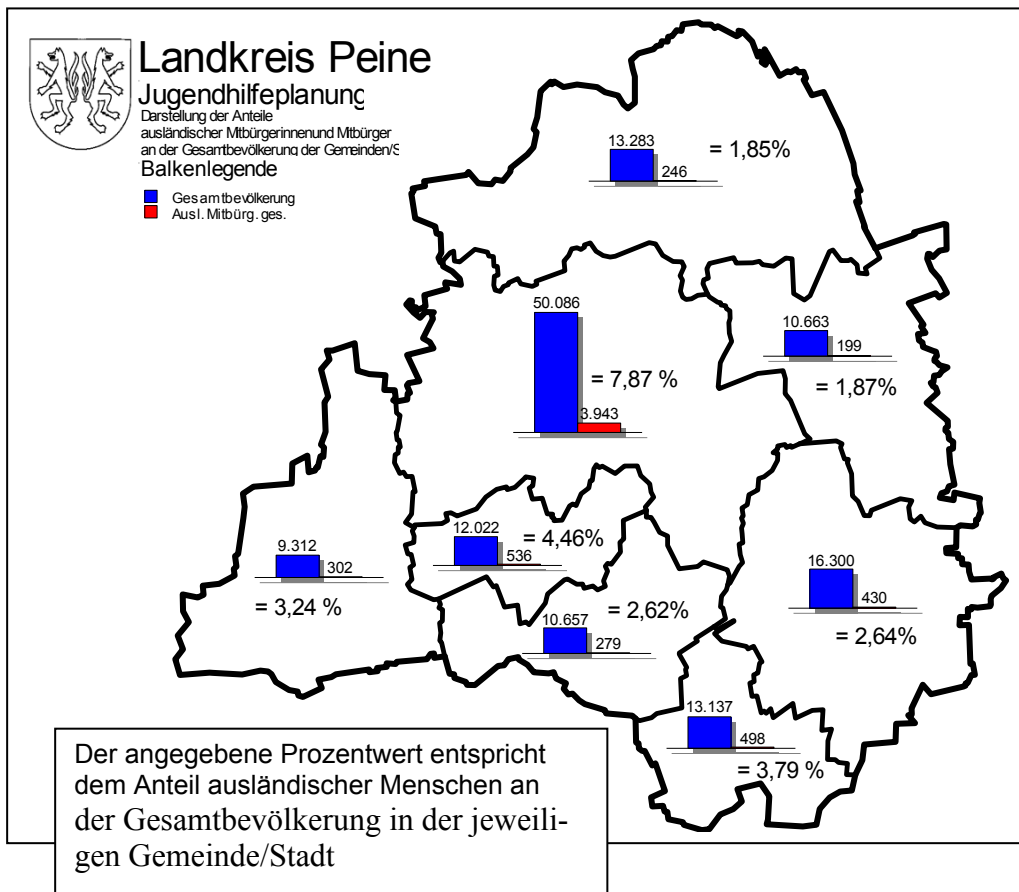 Landkreis Peine
Jugendhilfeplanung
Darstellung der Anteile
ausländischer Mitbürgerinnenund Mitbürger
an der Gesamtbevölkerung der Gemeinden/S
Balkenlegende
Gesamtbevölkerung
Ausl. Mitbürg. ges.
13.283
246
= 1,85%
50.086
3.943
= 7,87 %
10.663
199
= 1,87%
9.312
302
= 3,24 %
12.022
536
= 4,46%
10.657
279
= 2,62%
16.300
430
= 2,64%
13.137
498
= 3,79 %
Der angegebene Prozentwert entspricht
dem Anteil ausländischer Menschen an
der Gesamtbevölkerung in der jeweili-
gen Gemeinde/Stadt